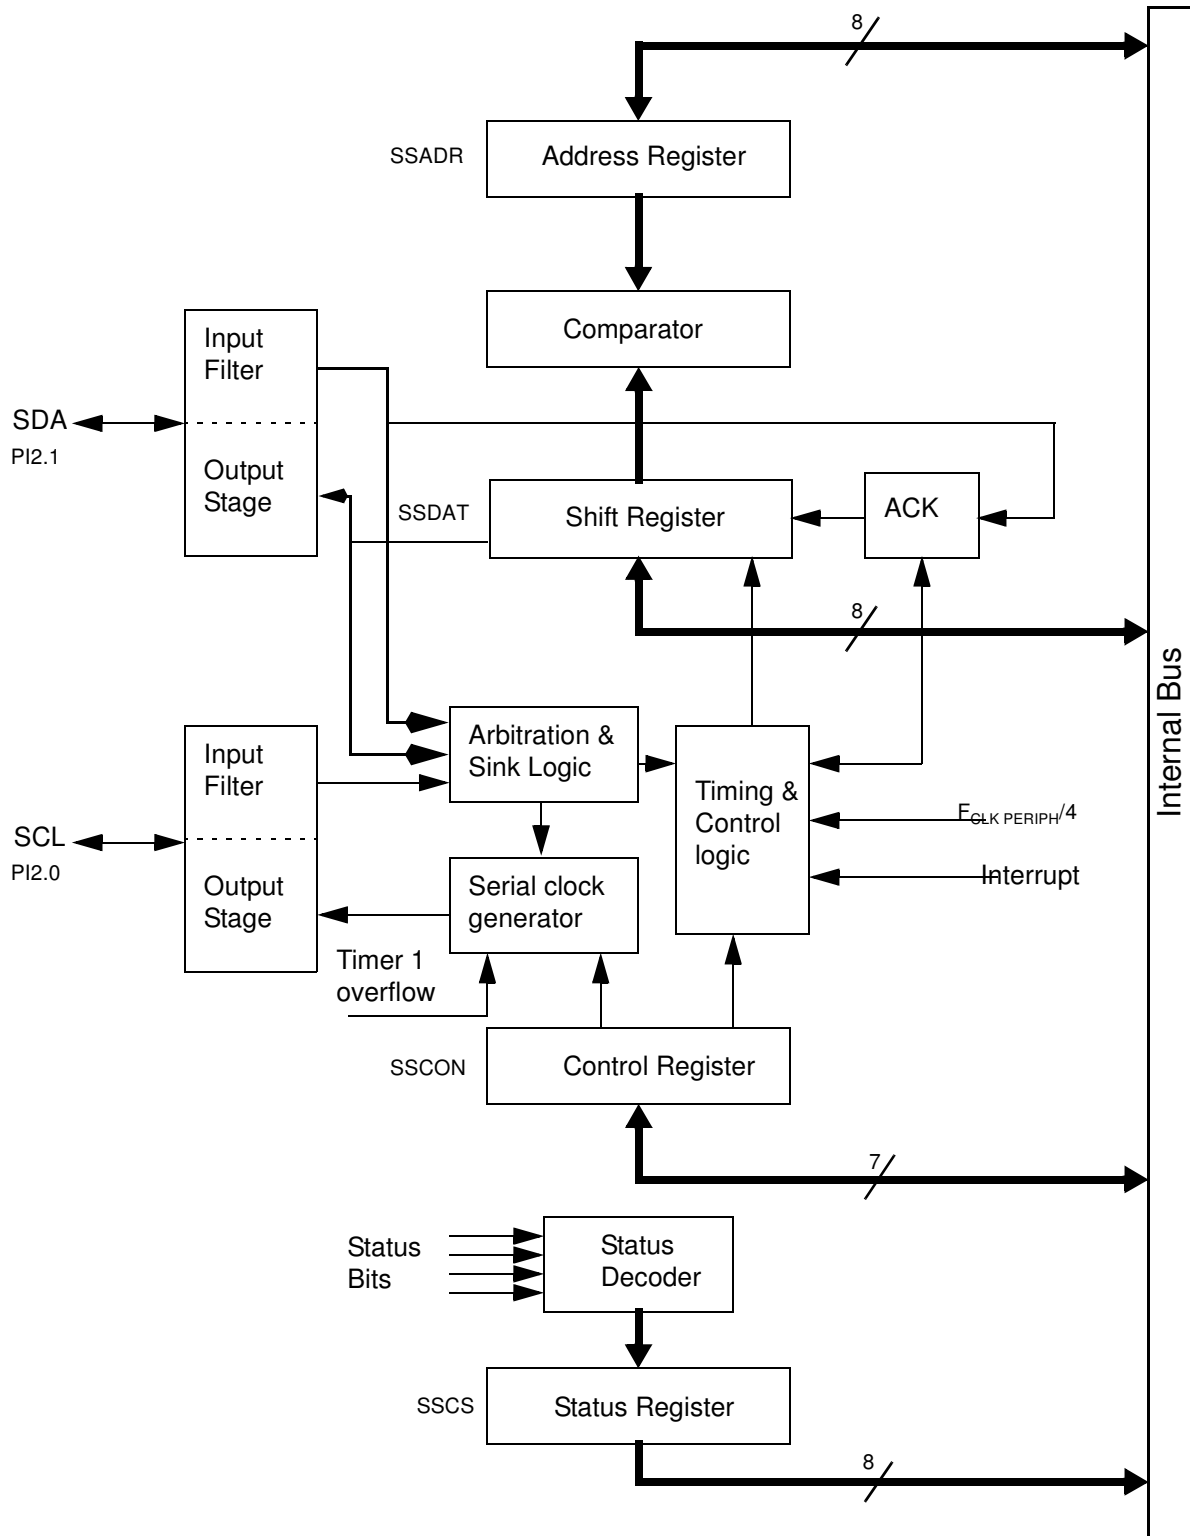 8
SSADR
Address Register
Comparator
Input
Filter
SDA
PI2.1
Output
Stage
SSDAT
Shift Register
ACK
8
Internal Bus
Input
Filter
SCL
PI2.0
Output
Stage
Arbitration &
Sink Logic
Timing &
Control
logic
FCLK PERIPH/4
Interrupt
Serial clock
generator
Timer 1
overflow
SSCON
Control Register
7
Status
Bits
Status
Decoder
SSCS
Status Register
8